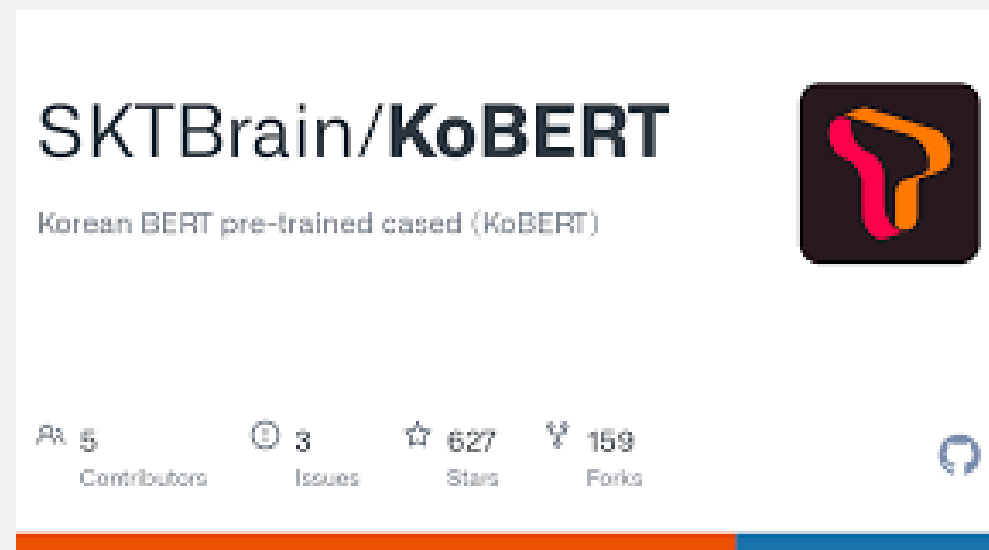 SKTBrain/KoBERT
Korean BERT pre-trained cased (KoBERT)
5 3 627 159
Contributors Issues Stars Forks